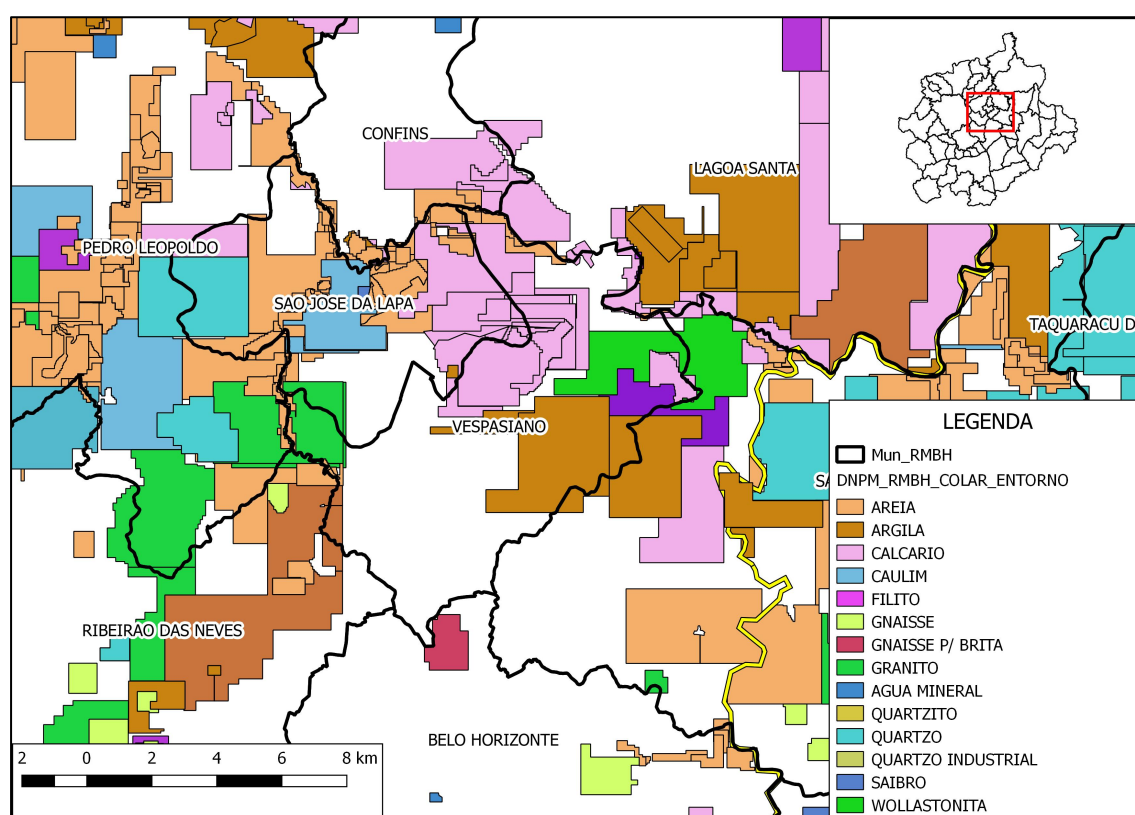 CONFINS
LAGOA SANTA
PEDRO LEOPOLDO
SAO JOSE DA LAPA
TAQUARACU D
VESPASIANO
SA
RIBEIRAO DAS NEVES
BELO HORIZONTE
2 0 2 4 6 8 km
LEGENDA
Mun_RMBH
DNPM_RMBH_COLAR_ENTORNO
AREIA
ARGILA
CALCARIO
CAULIM
FILITO
GNAISSE
GNAISSE P/ BRITA
GRANITO
AGUA MINERAL
QUARTZITO
QUARTZO
QUARTZO INDUSTRIAL
SAIBRO
WOLLASTONITA